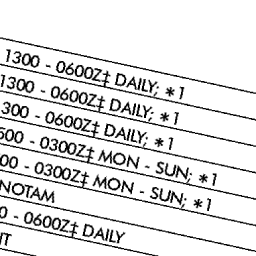 1300 - 0600Z‡ DAILY; *1
1300 - 0600Z‡ DAILY; *1
300 - 0600Z‡ DAILY; *1
500 - 0300Z‡ MON - SUN; *1
00 - 0300Z‡ MON - SUN; *1
NOTAM
0 - 0600Z‡ DAILY